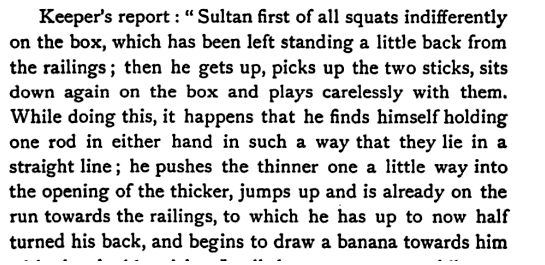 Keeper's report : “ Sultan first of all squats indifferently
on the box, which has been left standing a little back from
the railings ; then he gets up, picks up the two sticks, sits
down again on the box and plays carelessly with them.
While doing this, it happens that he finds himself holding
one rod in either hand in such a way that they lie in a
straight line ; he pushes the thinner one a little way into
the opening of the thicker, jumps up and is already on the
run towards the railings, to which he has up to now half
turned his back, and begins to draw a banana towards him